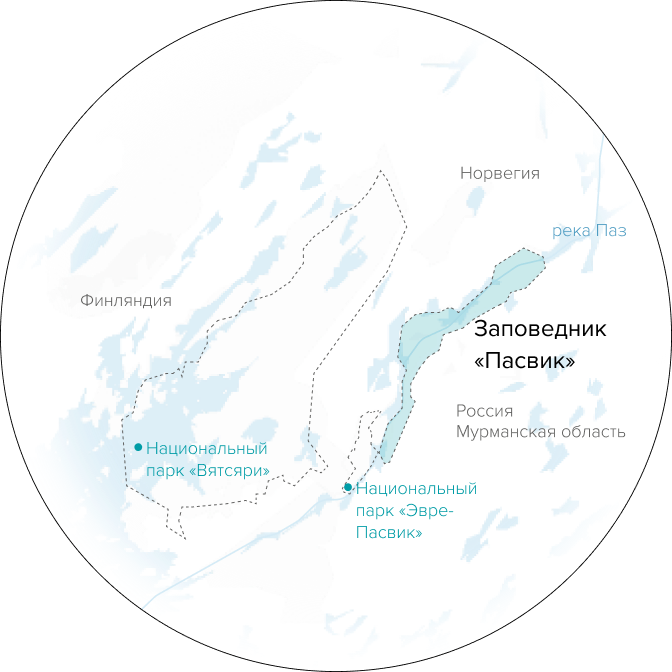 Норвегия
река Паз
Финляндия
Заповедник
«Пасвик»
Россия
Мурманская область
Национальный
парк «Вятсяри»
Национальный
парк «Эвре-
Пасвик»